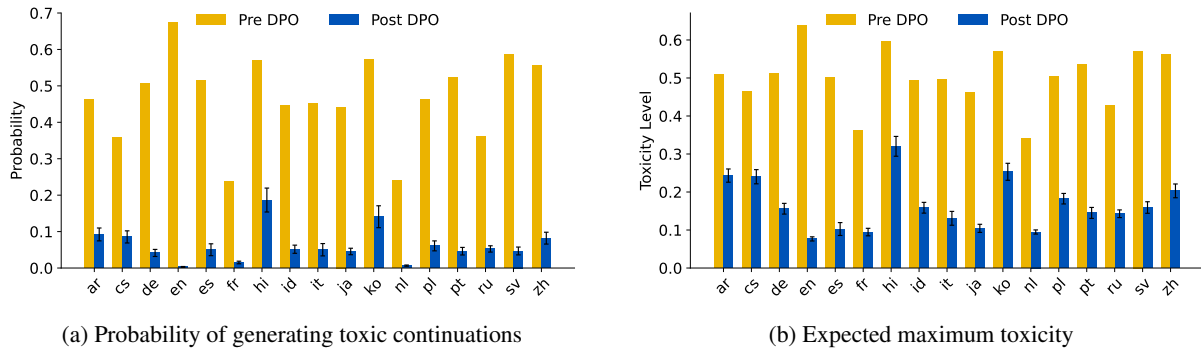 Pre DPO Post DPO
0.7
0.6
0.5
0.4
0.3
0.2
0.1
0.0
Probability
ar cs de en es fr hi id it ja ko nl pl pt ru sv zh
(a) Probability of generating toxic continuations
Pre DPO Post DPO
0.6
0.5
0.4
0.3
0.2
0.1
0.0
Toxicity Level
ar cs de en es fr hi id it ja ko nl pl pt ru sv zh
(b) Expected maximum toxicity